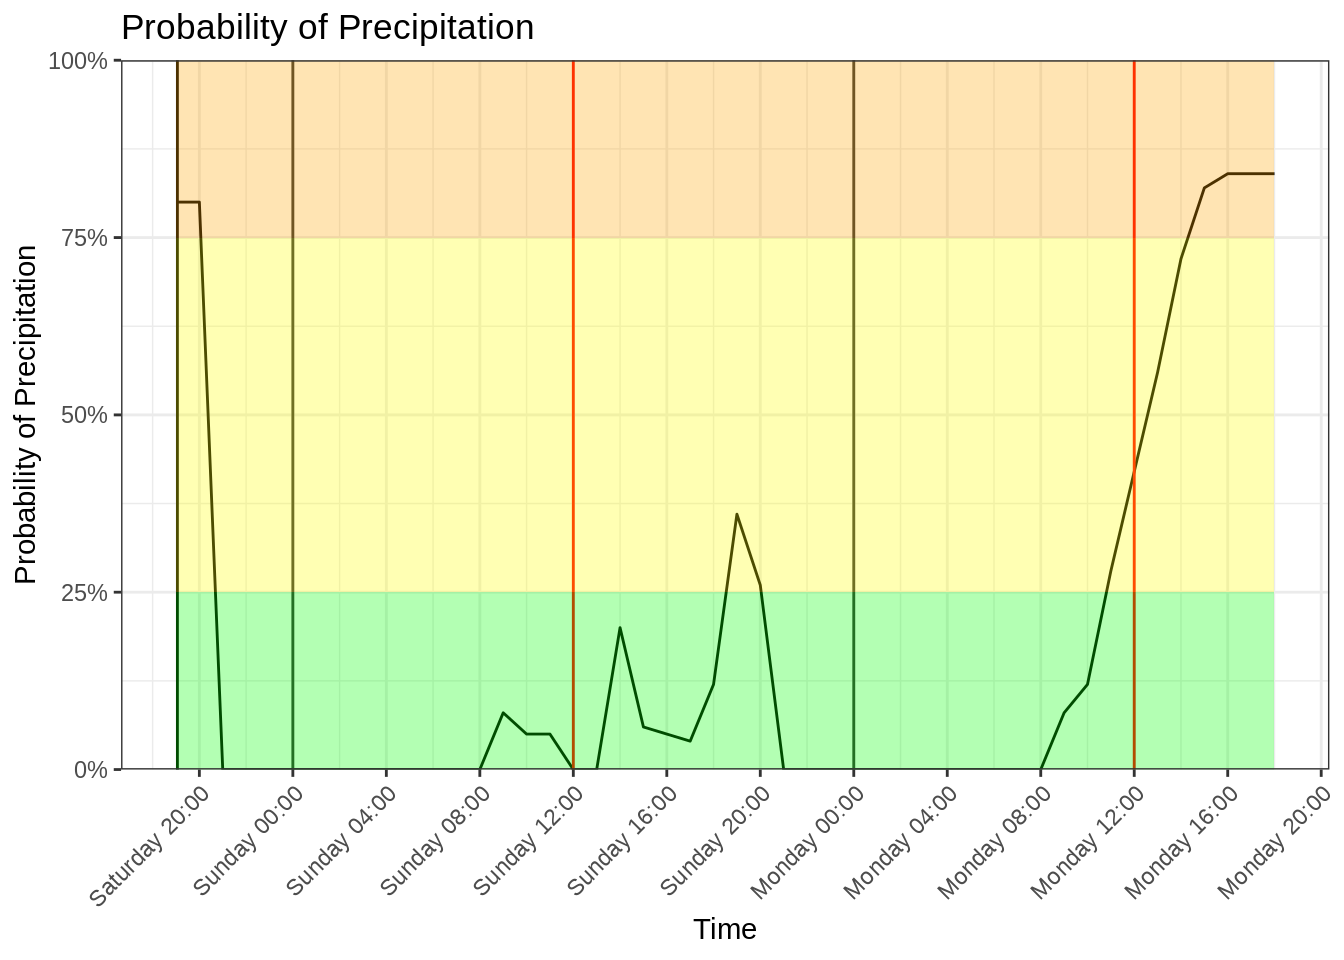 Probability of Precipitation
Probability of Precipitation
100%
75%
50%
25%
0%
Saturday 20:00
Sunday 00:00
Sunday 04:00
Sunday 08:00
Sunday 12:00
Sunday 16:00
Sunday 20:00
Monday 00:00
Monday 04:00
Monday 08:00
Monday 12:00
Monday 16:00
Monday 20:00
Time